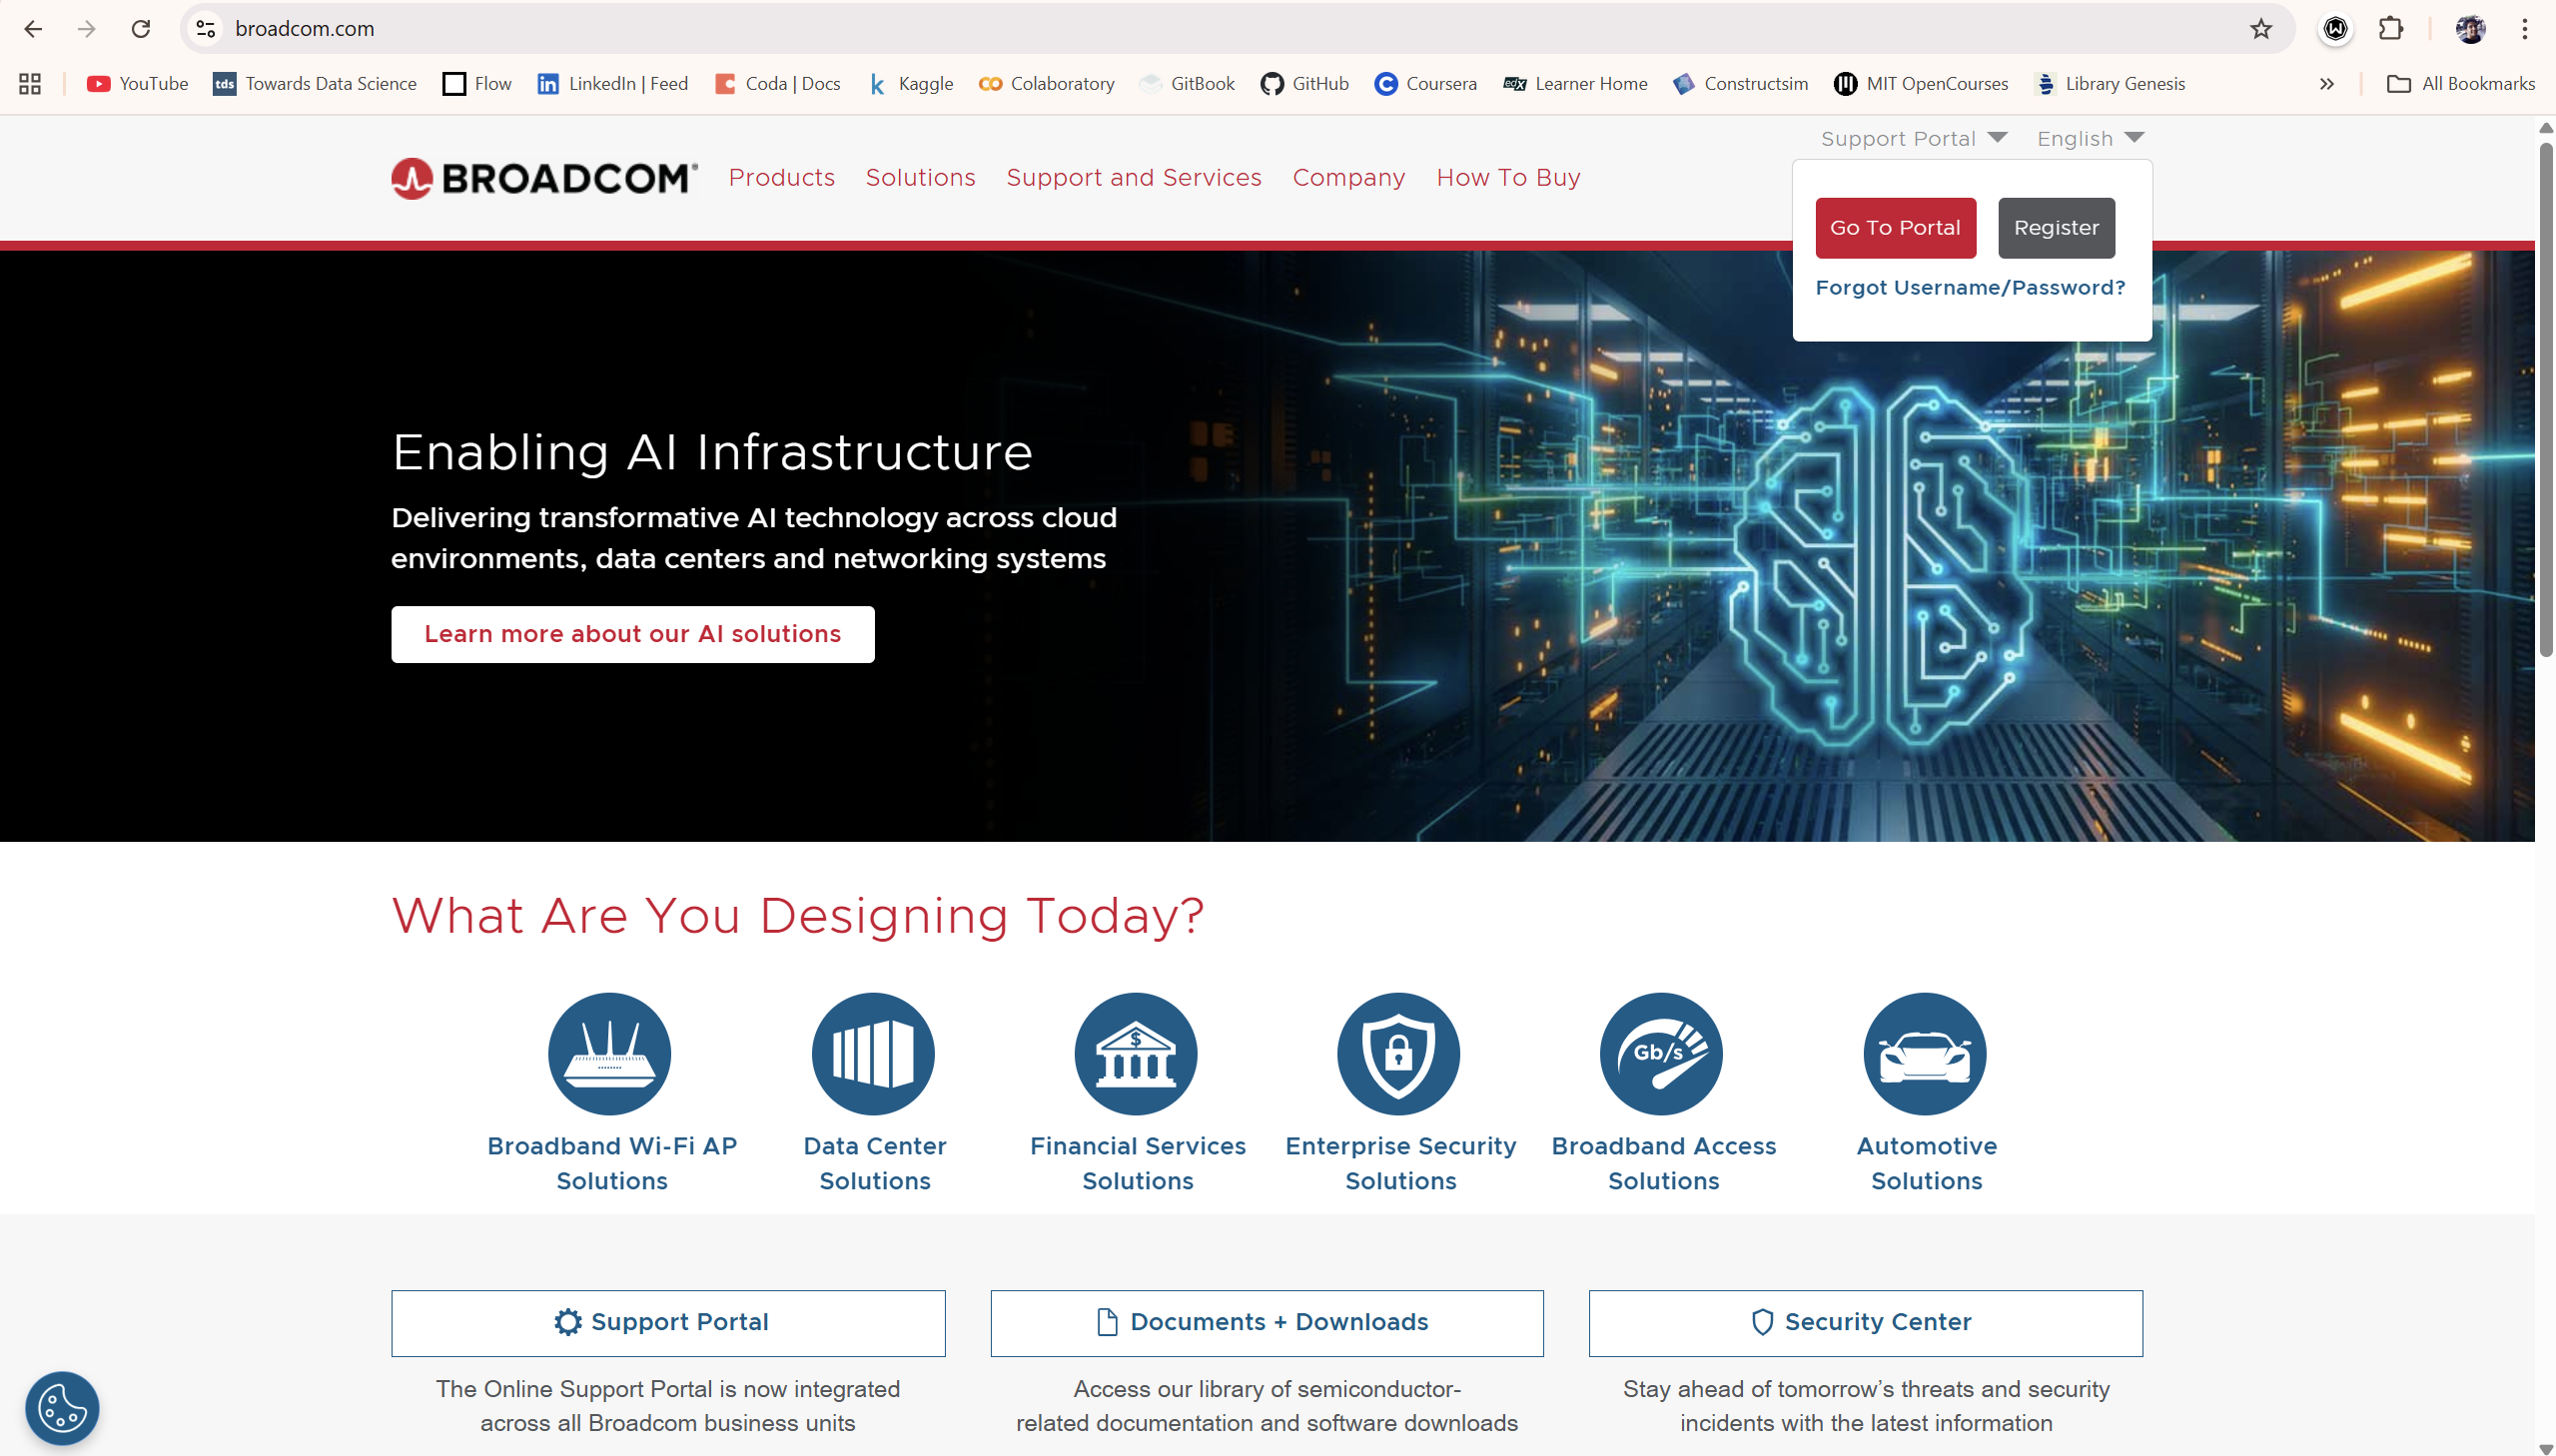 broadcom.com
YouTube
tds Towards Data Science
Flow
in LinkedIn | Feed
Coda | Docs
k Kaggle
Colaboratory
GitBook
GitHub
Coursera
edX Learner Home
Constructsim
MIT OpenCourses
Library Genesis
»
All Bookmarks
Support Portal
English
BROADCOM®
Products
Solutions
Support and Services
Company
How To Buy
Go To Portal
Register
Forgot Username/Password?
Enabling AI Infrastructure
Delivering transformative AI technology across cloud
environments, data centers and networking systems
Learn more about our AI solutions
What Are You Designing Today?
$
Gb/s
Broadband Wi-Fi AP
Solutions
Data Center
Solutions
Financial Services
Solutions
Enterprise Security
Solutions
Broadband Access
Solutions
Automotive
Solutions
Support Portal
The Online Support Portal is now integrated
across all Broadcom business units
Documents + Downloads
Access our library of semiconductor-
related documentation and software downloads
Security Center
Stay ahead of tomorrow’s threats and security
incidents with the latest information